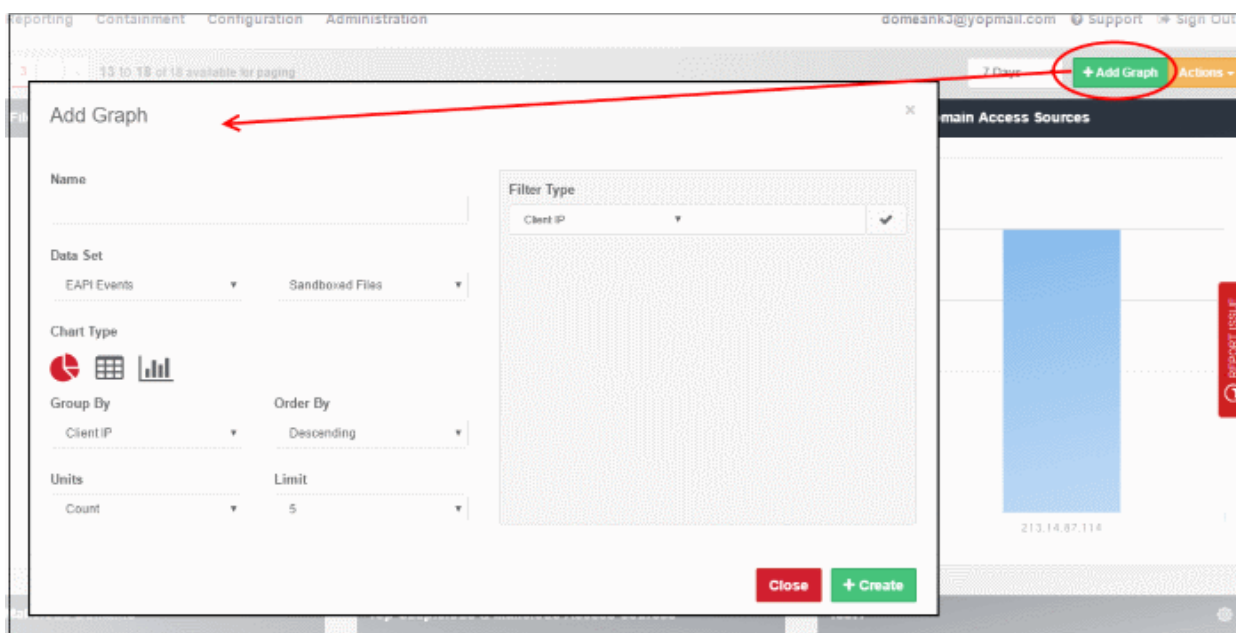 Reporting Containment Configuration Administration
domeank3@yopmail.com Support Sign Out
3
13 to 18 of 18 available for paging
7 Days
+ Add Graph
Actions
Add Graph
×
main Access Sources
Name
Filter Type
Client IP
Data Set
EAPI Events
Sandboxed Files
Chart Type
REPORT ISSUE
Group By
Order By
Client IP
Descending
Units
Limit
Count
5
213.14.87.114
Close
+ Create